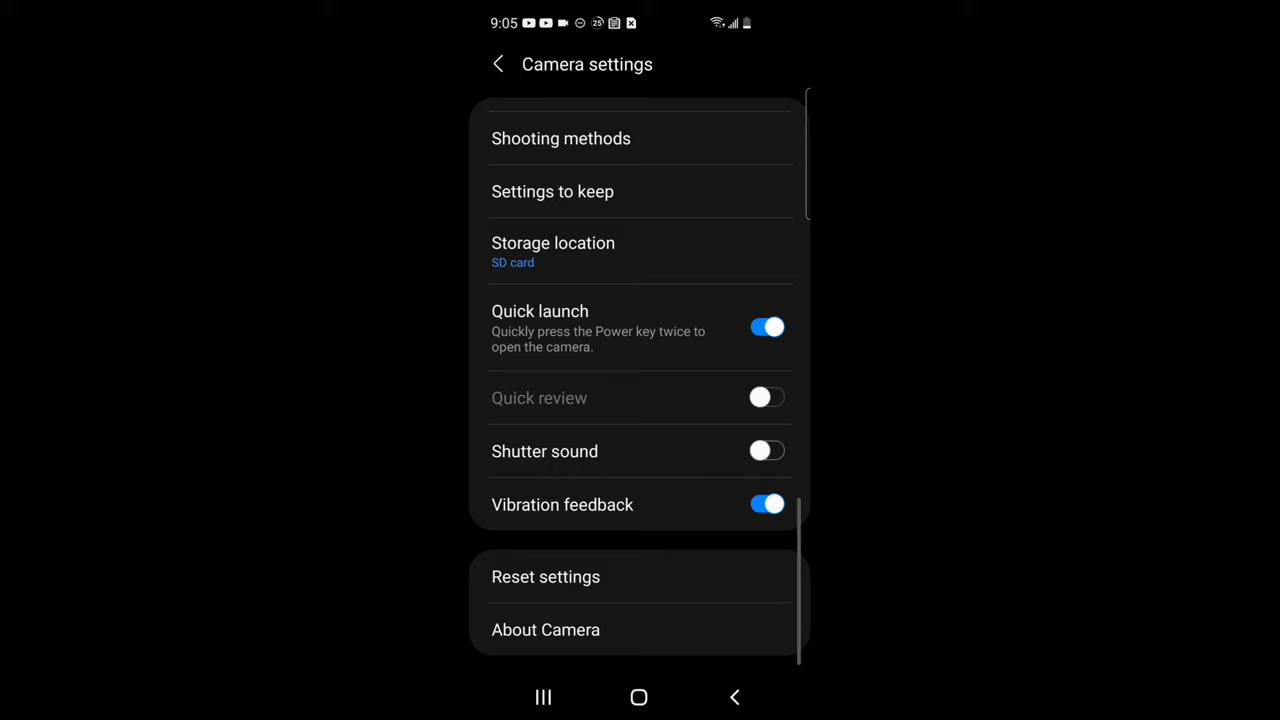 9:05
25
Camera settings
Shooting methods
Settings to keep
Storage location
SD card
Quick launch
Quickly press the Power key twice to
open the camera.
Quick review
Shutter sound
Vibration feedback
Reset settings
About Camera